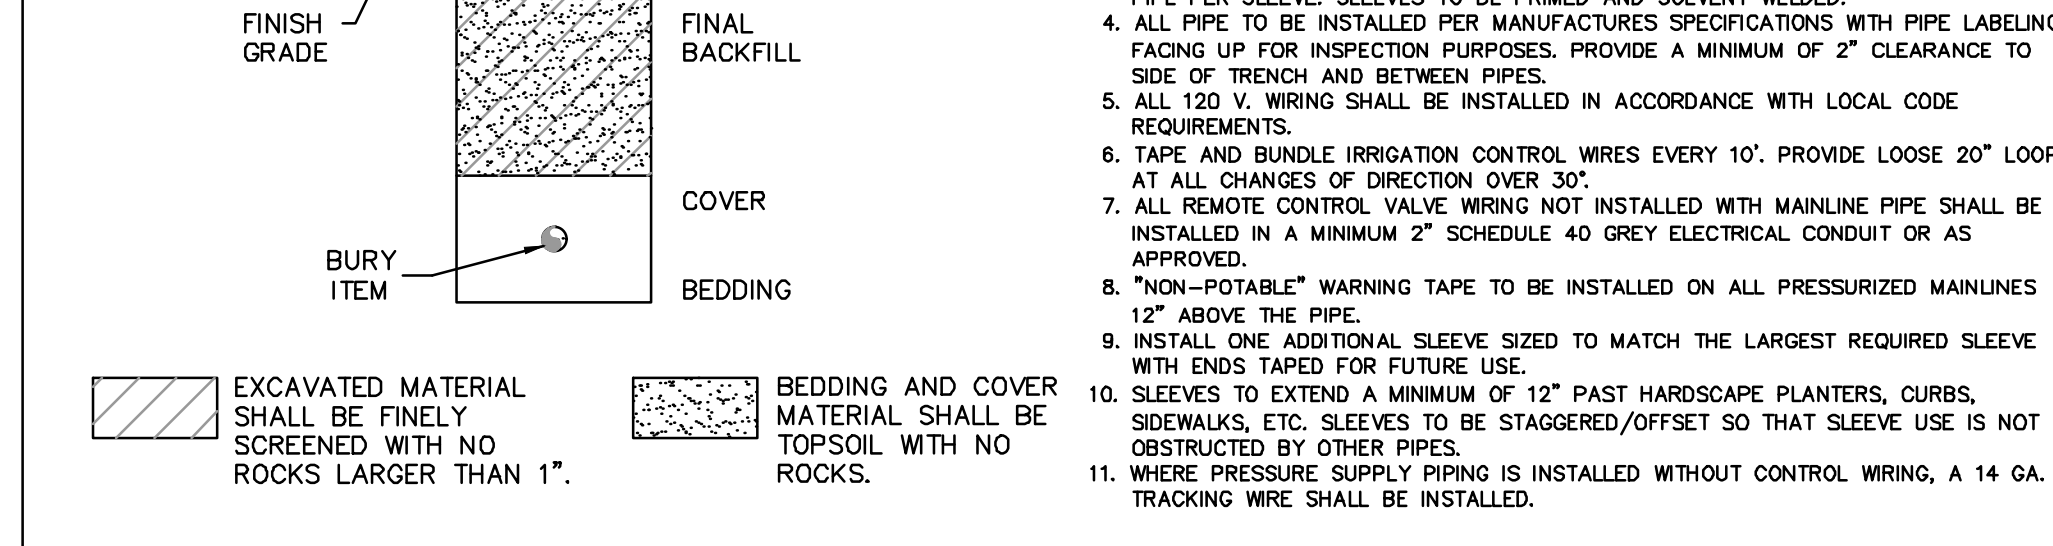 FINISH
GRADE
FINAL
BACKFILL
COVER
BURY
ITEM
BEDDING
EXCAVATED MATERIAL
SHALL BE FINELY
SCREENED WITH NO
ROCKS LARGER THAN 1".
BEDDING AND COVER
MATERIAL SHALL BE
TOPSOIL WITH NO
ROCKS.
PIPE PER SLEEVE. SLEEVES TO BE PRIMED AND SOLVENT WELDED.
4. ALL PIPE TO BE INSTALLED PER MANUFACTURES SPECIFICATIONS WITH PIPE LABELING
FACING UP FOR INSPECTION PURPOSES. PROVIDE A MINIMUM OF 2" CLEARANCE TO
SIDE OF TRENCH AND BETWEEN PIPES.
5. ALL 120 V. WIRING SHALL BE INSTALLED IN ACCORDANCE WITH LOCAL CODE
REQUIREMENTS.
6. TAPE AND BUNDLE IRRIGATION CONTROL WIRES EVERY 10'. PROVIDE LOOSE 20" LOOP
AT ALL CHANGES OF DIRECTION OVER 30°.
7. ALL REMOTE CONTROL VALVE WIRING NOT INSTALLED WITH MAINLINE PIPE SHALL BE
INSTALLED IN A MINIMUM 2" SCHEDULE 40 GREY ELECTRICAL CONDUIT OR AS
APPROVED.
8. "NON-POTABLE" WARNING TAPE TO BE INSTALLED ON ALL PRESSURIZED MAINLINES
12" ABOVE THE PIPE.
9. INSTALL ONE ADDITIONAL SLEEVE SIZED TO MATCH THE LARGEST REQUIRED SLEEVE
WITH ENDS TAPED FOR FUTURE USE.
10. SLEEVES TO EXTEND A MINIMUM OF 12" PAST HARDSCAPE PLANTERS, CURBS,
SIDEWALKS, ETC. SLEEVES TO BE STAGGERED/OFFSET SO THAT SLEEVE USE IS NOT
OBSTRUCTED BY OTHER PIPES.
11. WHERE PRESSURE SUPPLY PIPING IS INSTALLED WITHOUT CONTROL WIRING, A 14 GA.
TRACKING WIRE SHALL BE INSTALLED.